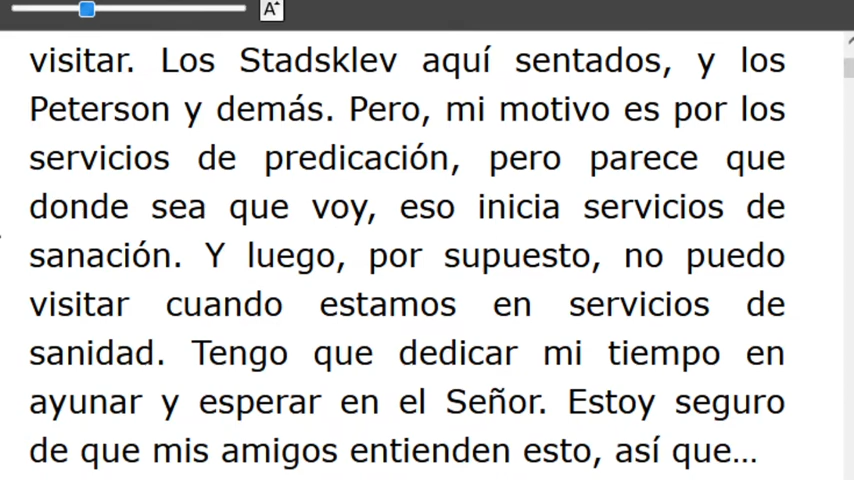 A
visitar. Los Stadsklev aquí sentados, y los
Peterson y demás. Pero, mi motivo es por los
servicios de predicación, pero parece que
donde sea que voy, eso inicia servicios de
sanación. Y luego, por supuesto, no puedo
visitar cuando estamos en servicios de
sanidad. Tengo que dedicar mi tiempo en
ayunar y esperar en el Señor. Estoy seguro
de que mis amigos entienden esto, así que…